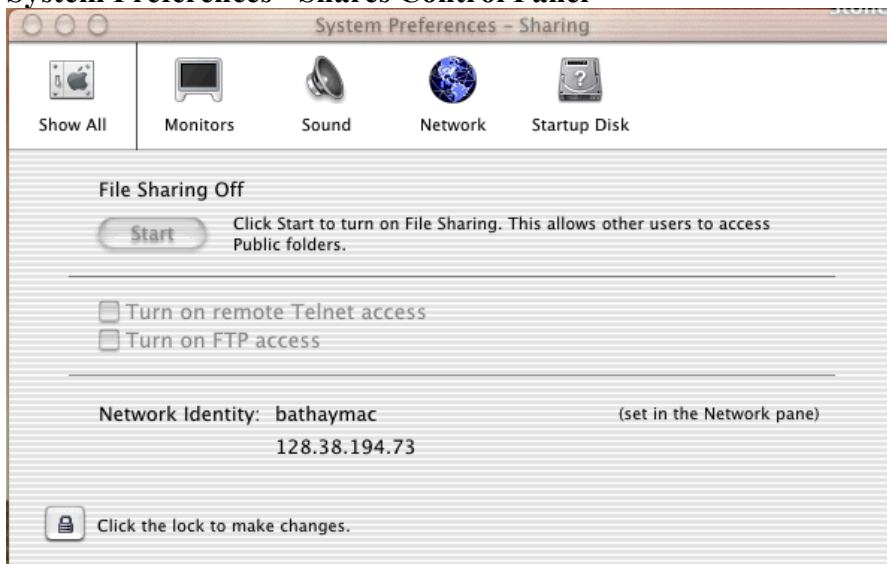 System Preferences - Shares Control Panel
System Preferences – Sharing
Show All
Monitors
Sound
Network
Startup Disk
File Sharing Off
Start
Click Start to turn on File Sharing. This allows other users to access
Public folders.
Turn on remote Telnet access
Turn on FTP access
Network Identity: bathaymac (set in the Network pane)
128.38.194.73
Click the lock to make changes.